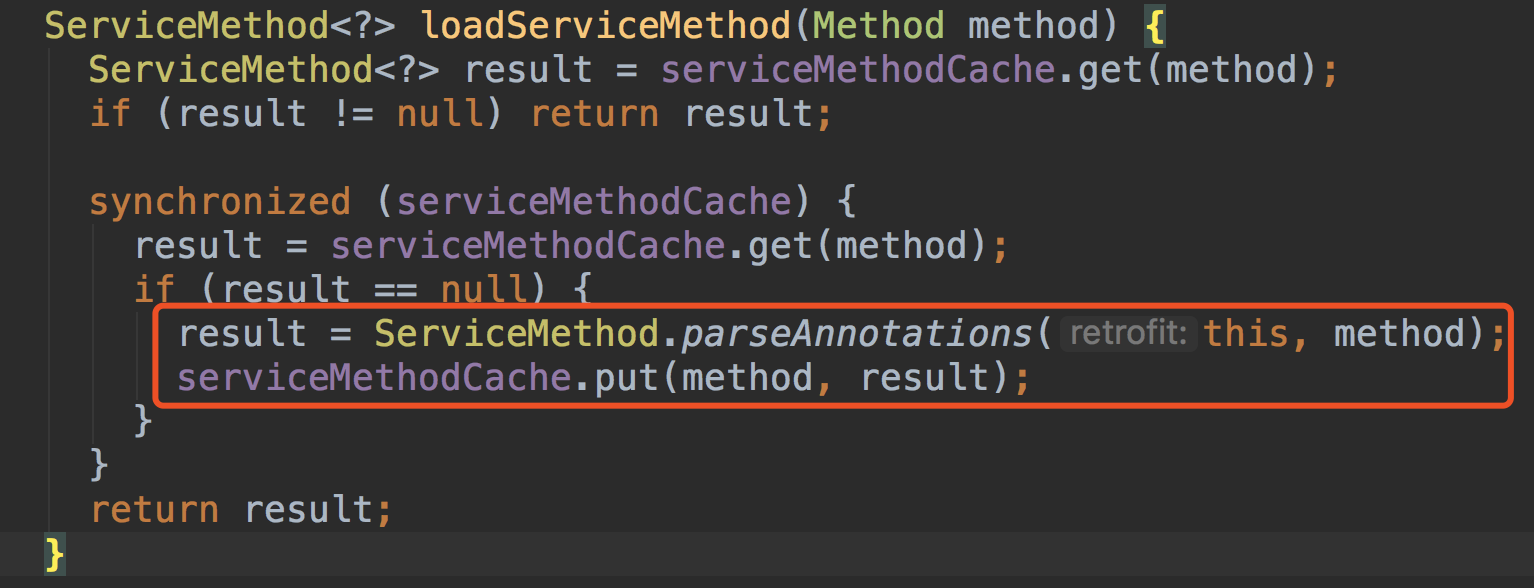 ServiceMethod<?> loadServiceMethod(Method method) {
ServiceMethod<?> result = serviceMethodCache.get(method);
if (result != null) return result;
synchronized (serviceMethodCache) {
result = serviceMethodCache.get(method);
if (result == null) {
result = ServiceMethod.parseAnnotations( retrofit: this, method);
serviceMethodCache.put(method, result);
}
}
return result;
}